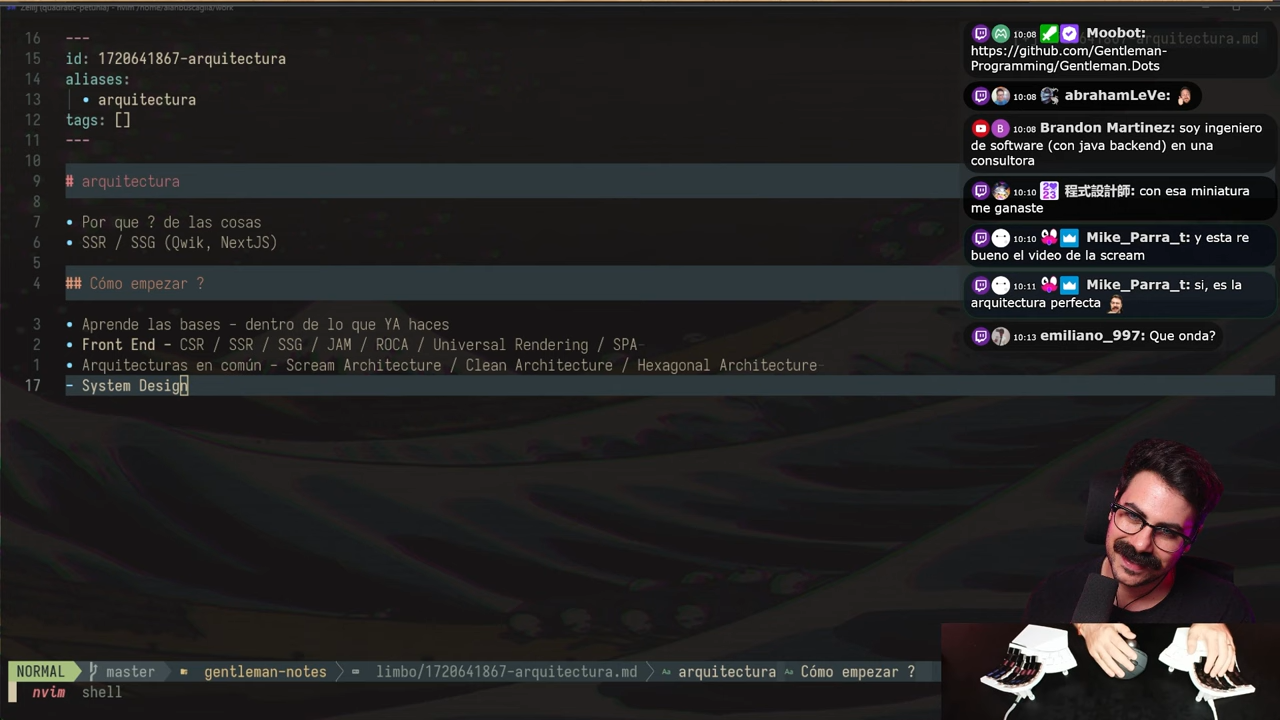 Zellij (quadratic-petunia) - nvim /home/alanbuscaglia/work
16 ---
15 id: 1720641867-arquitectura
14 aliases:
13 • arquitectura
12 tags: []
11 ---
10
9 # arquitectura
8
7 • Por que ? de las cosas
6 • SSR / SSG (Qwik, NextJS)
5
4 ## Cómo empezar ?
3 • Aprende las bases - dentro de lo que YA haces
2 • Front End - CSR / SSR / SSG / JAM / ROCA / Universal Rendering / SPA
1 • Arquitecturas en común - Scream Architecture / Clean Architecture / Hexagonal Architecture
17 - System Design
NORMAL master gentleman-notes limbo/1720641867-arquitectura.md arquitectura Cómo empezar ?
nvim shell
arquitectura.md
10:08 Moobot:
https://github.com/Gentleman-
Programming/Gentleman.Dots
10:08 abrahamLeVe:
B 10:08 Brandon Martinez: soy ingeniero
de software (con java backend) en una
consultora
10:10 程式設計師: con esa miniatura
me ganaste
10:10 Mike_Parra_t: y esta re
bueno el video de la scream
10:11 Mike_Parra_t: si, es la
arquitectura perfecta
10:13 emiliano_997: Que onda?